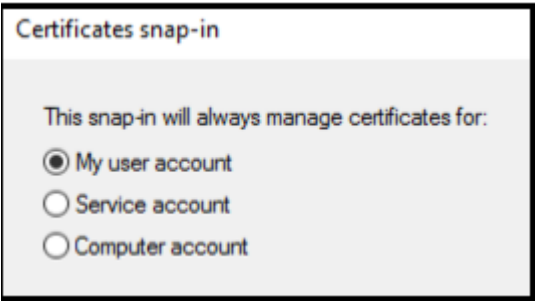 Certificates snap-in
This snap-in will always manage certificates for:
My user account
Service account
Computer account